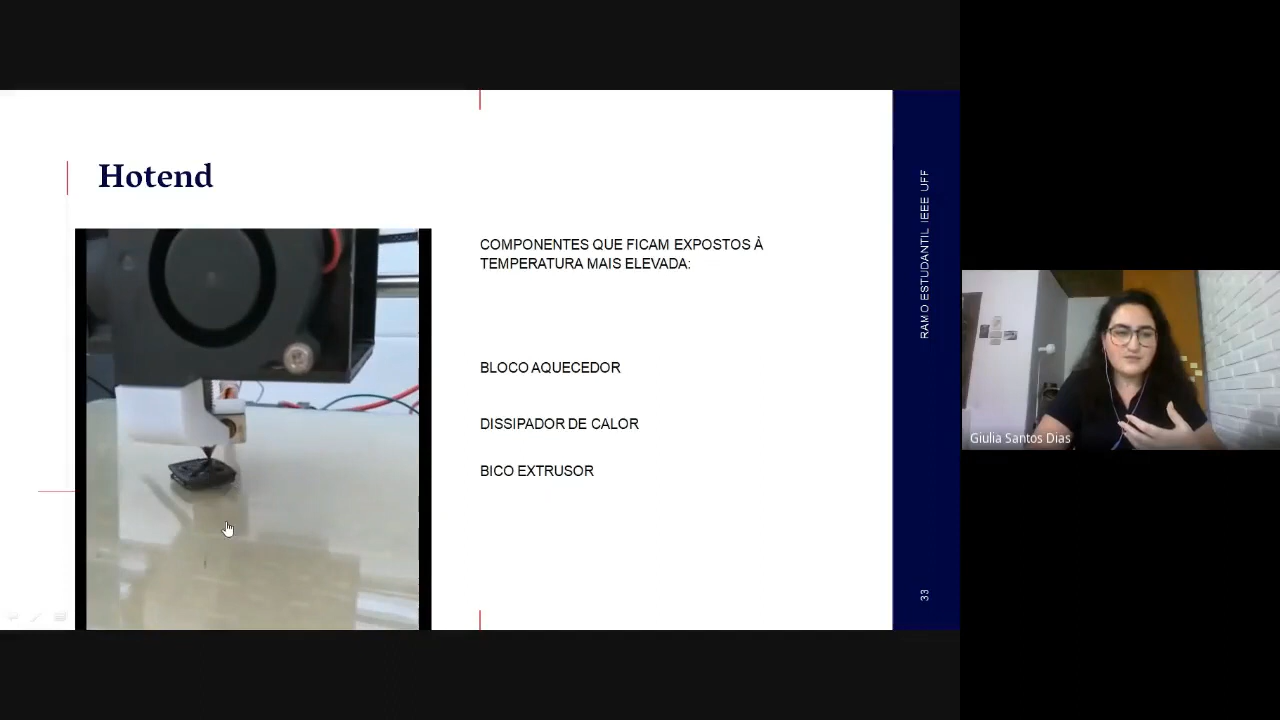 Hotend
COMPONENTES QUE FICAM EXPOSTOS À
TEMPERATURA MAIS ELEVADA:
BLOCO AQUECEDOR
DISSIPADOR DE CALOR
BICO EXTRUSOR
RAMO ESTUDANTIL IEEE UFF
33
Giulia Santos Dias